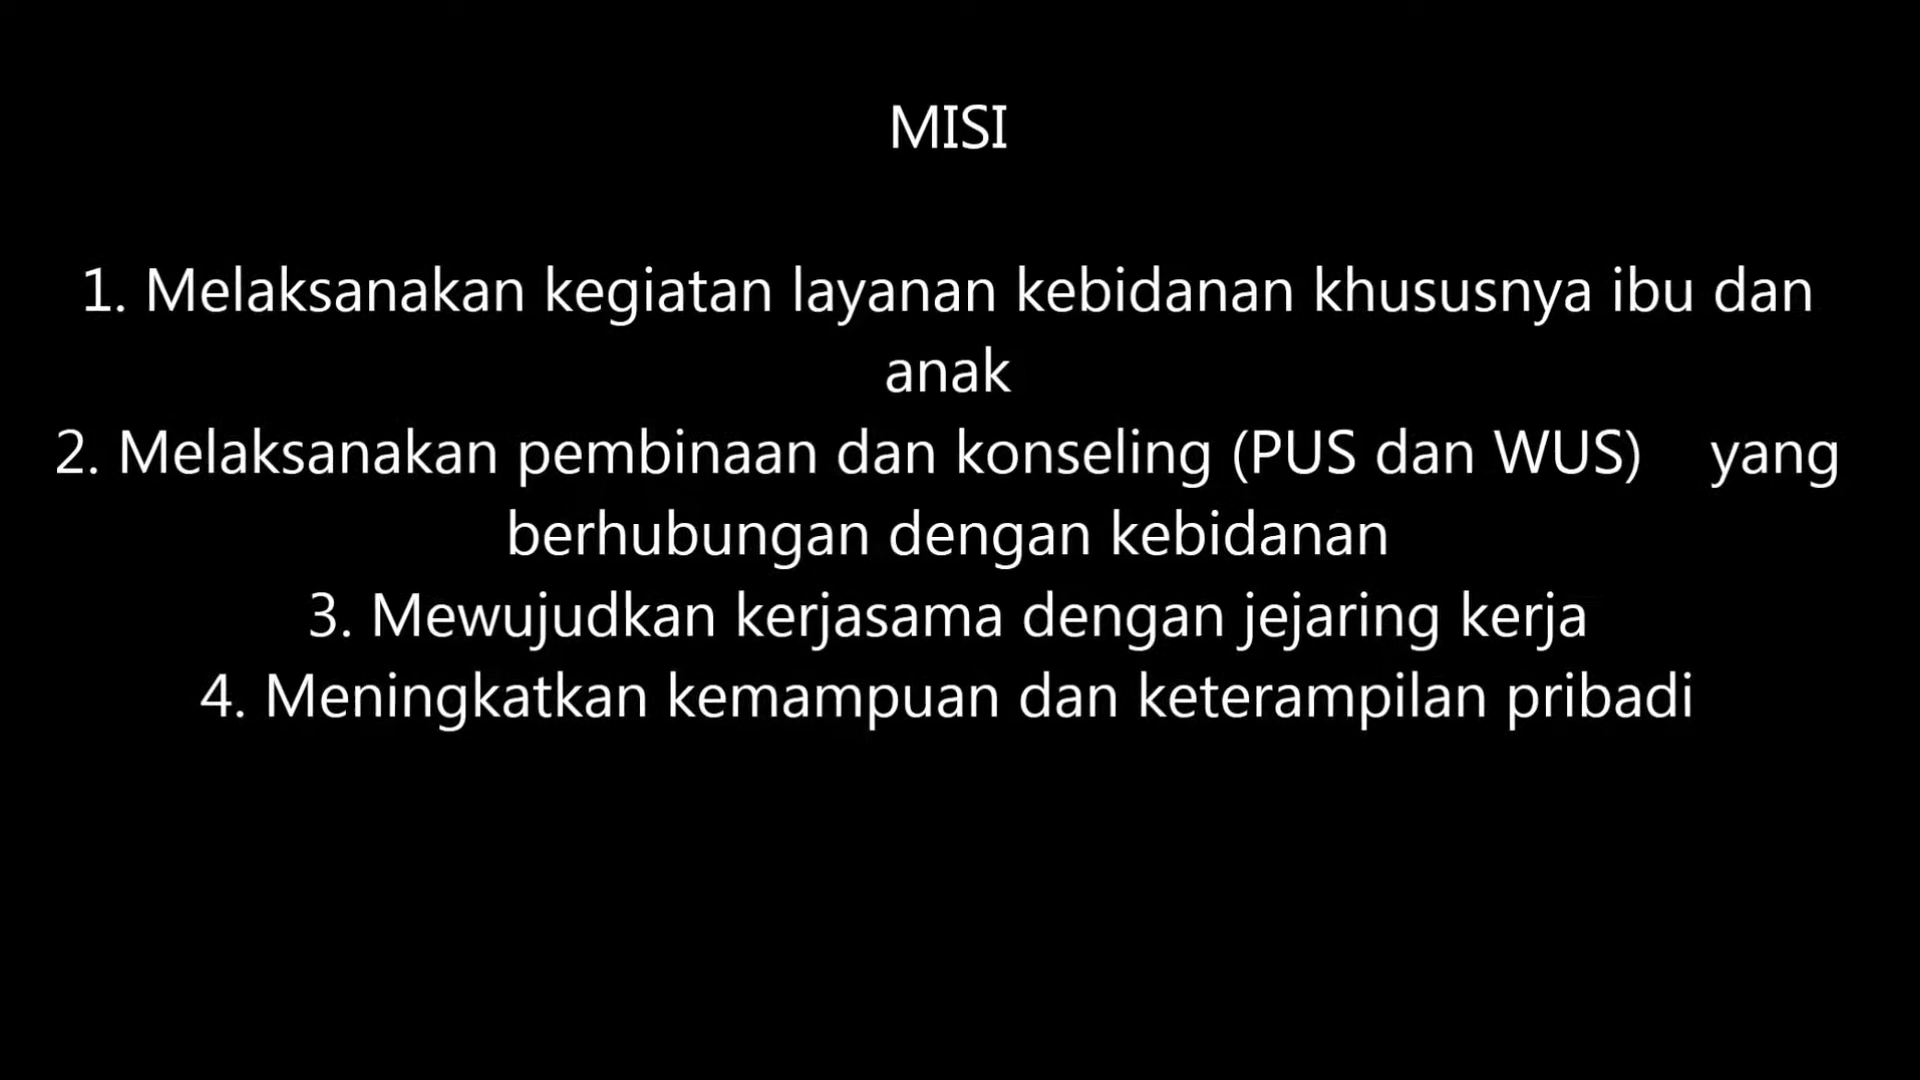 MISI
1. Melaksanakan kegiatan layanan kebidanan khususnya ibu dan
anak
2. Melaksanakan pembinaan dan konseling (PUS dan WUS)    yang
berhubungan dengan kebidanan
3. Mewujudkan kerjasama dengan jejaring kerja
4. Meningkatkan kemampuan dan keterampilan pribadi